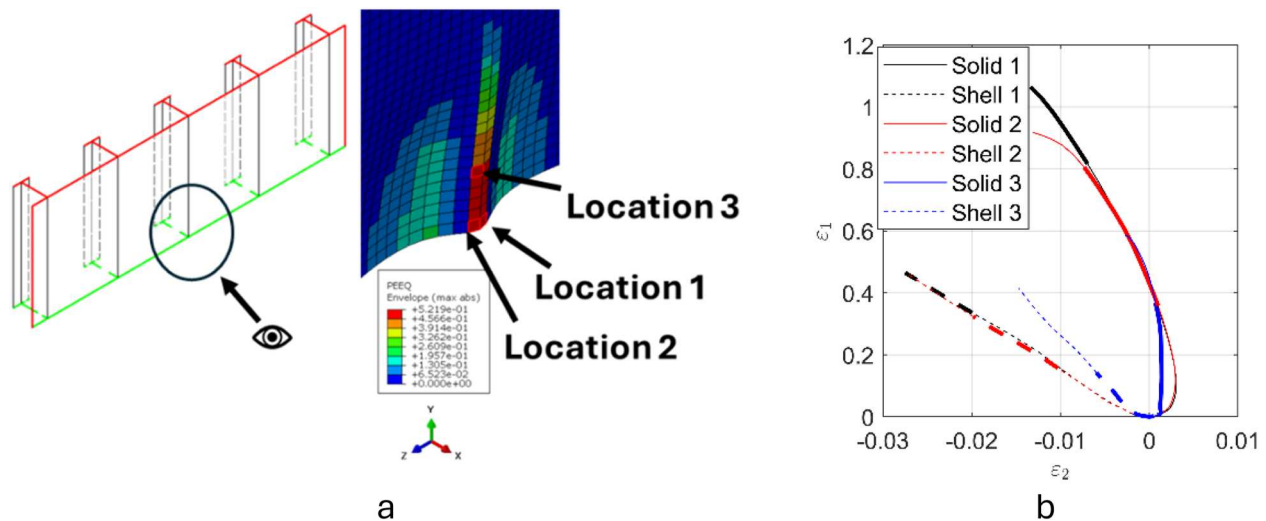 Location 3
Location 1
Location 2
PEEQ
Envelope (max abs)
+5.219e-01
+4.566e-01
+3.914e-01
+3.262e-01
+2.609e-01
+1.957e-01
+1.305e-01
+6.523e-02
+0.000e+00
Y
Z
X
a
1.2
1
0.8
0.6
0.4
0.2
0
ε1
Solid 1
Shell 1
Solid 2
Shell 2
Solid 3
Shell 3
-0.03
-0.02
-0.01
0
0.01
ε2
b